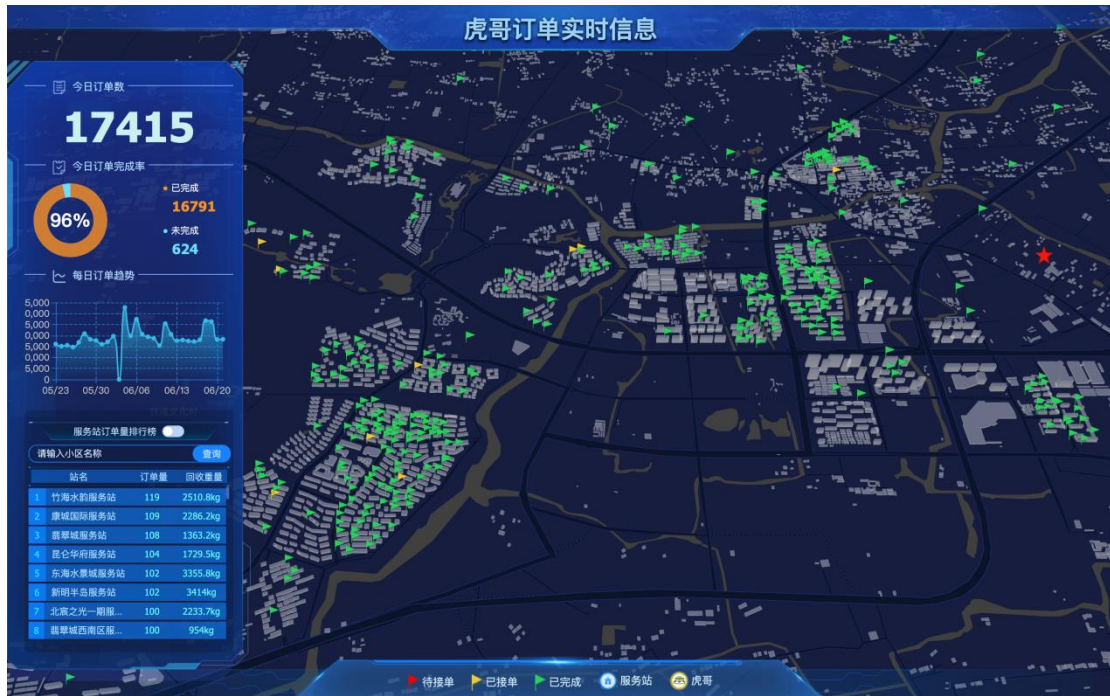 虎哥订单实时信息
今日订单数
17415
今日订单完成率
96%
已完成
16791
未完成
624
每日订单趋势
5,000
0,000
5,000
0,000
5,000
0,000
5,000
0
05/23 05/30 06/06 06/13 06/20
服务站订单量排行榜
请输入小区名称 查询
站名 订单量 回收重量
1 竹海水韵服务站 119 2510.8kg
2 康城国际服务站 109 2286.2kg
3 翡翠城服务站 108 1363.2kg
4 昆仑华府服务站 104 1729.5kg
5 东海水景城服务站 102 3355.8kg
6 新明半岛服务站 102 3414kg
7 北宸之光一期服... 100 2233.7kg
8 翡翠城西南区服... 100 954kg
待接单 已接单 已完成 服务站 虎哥